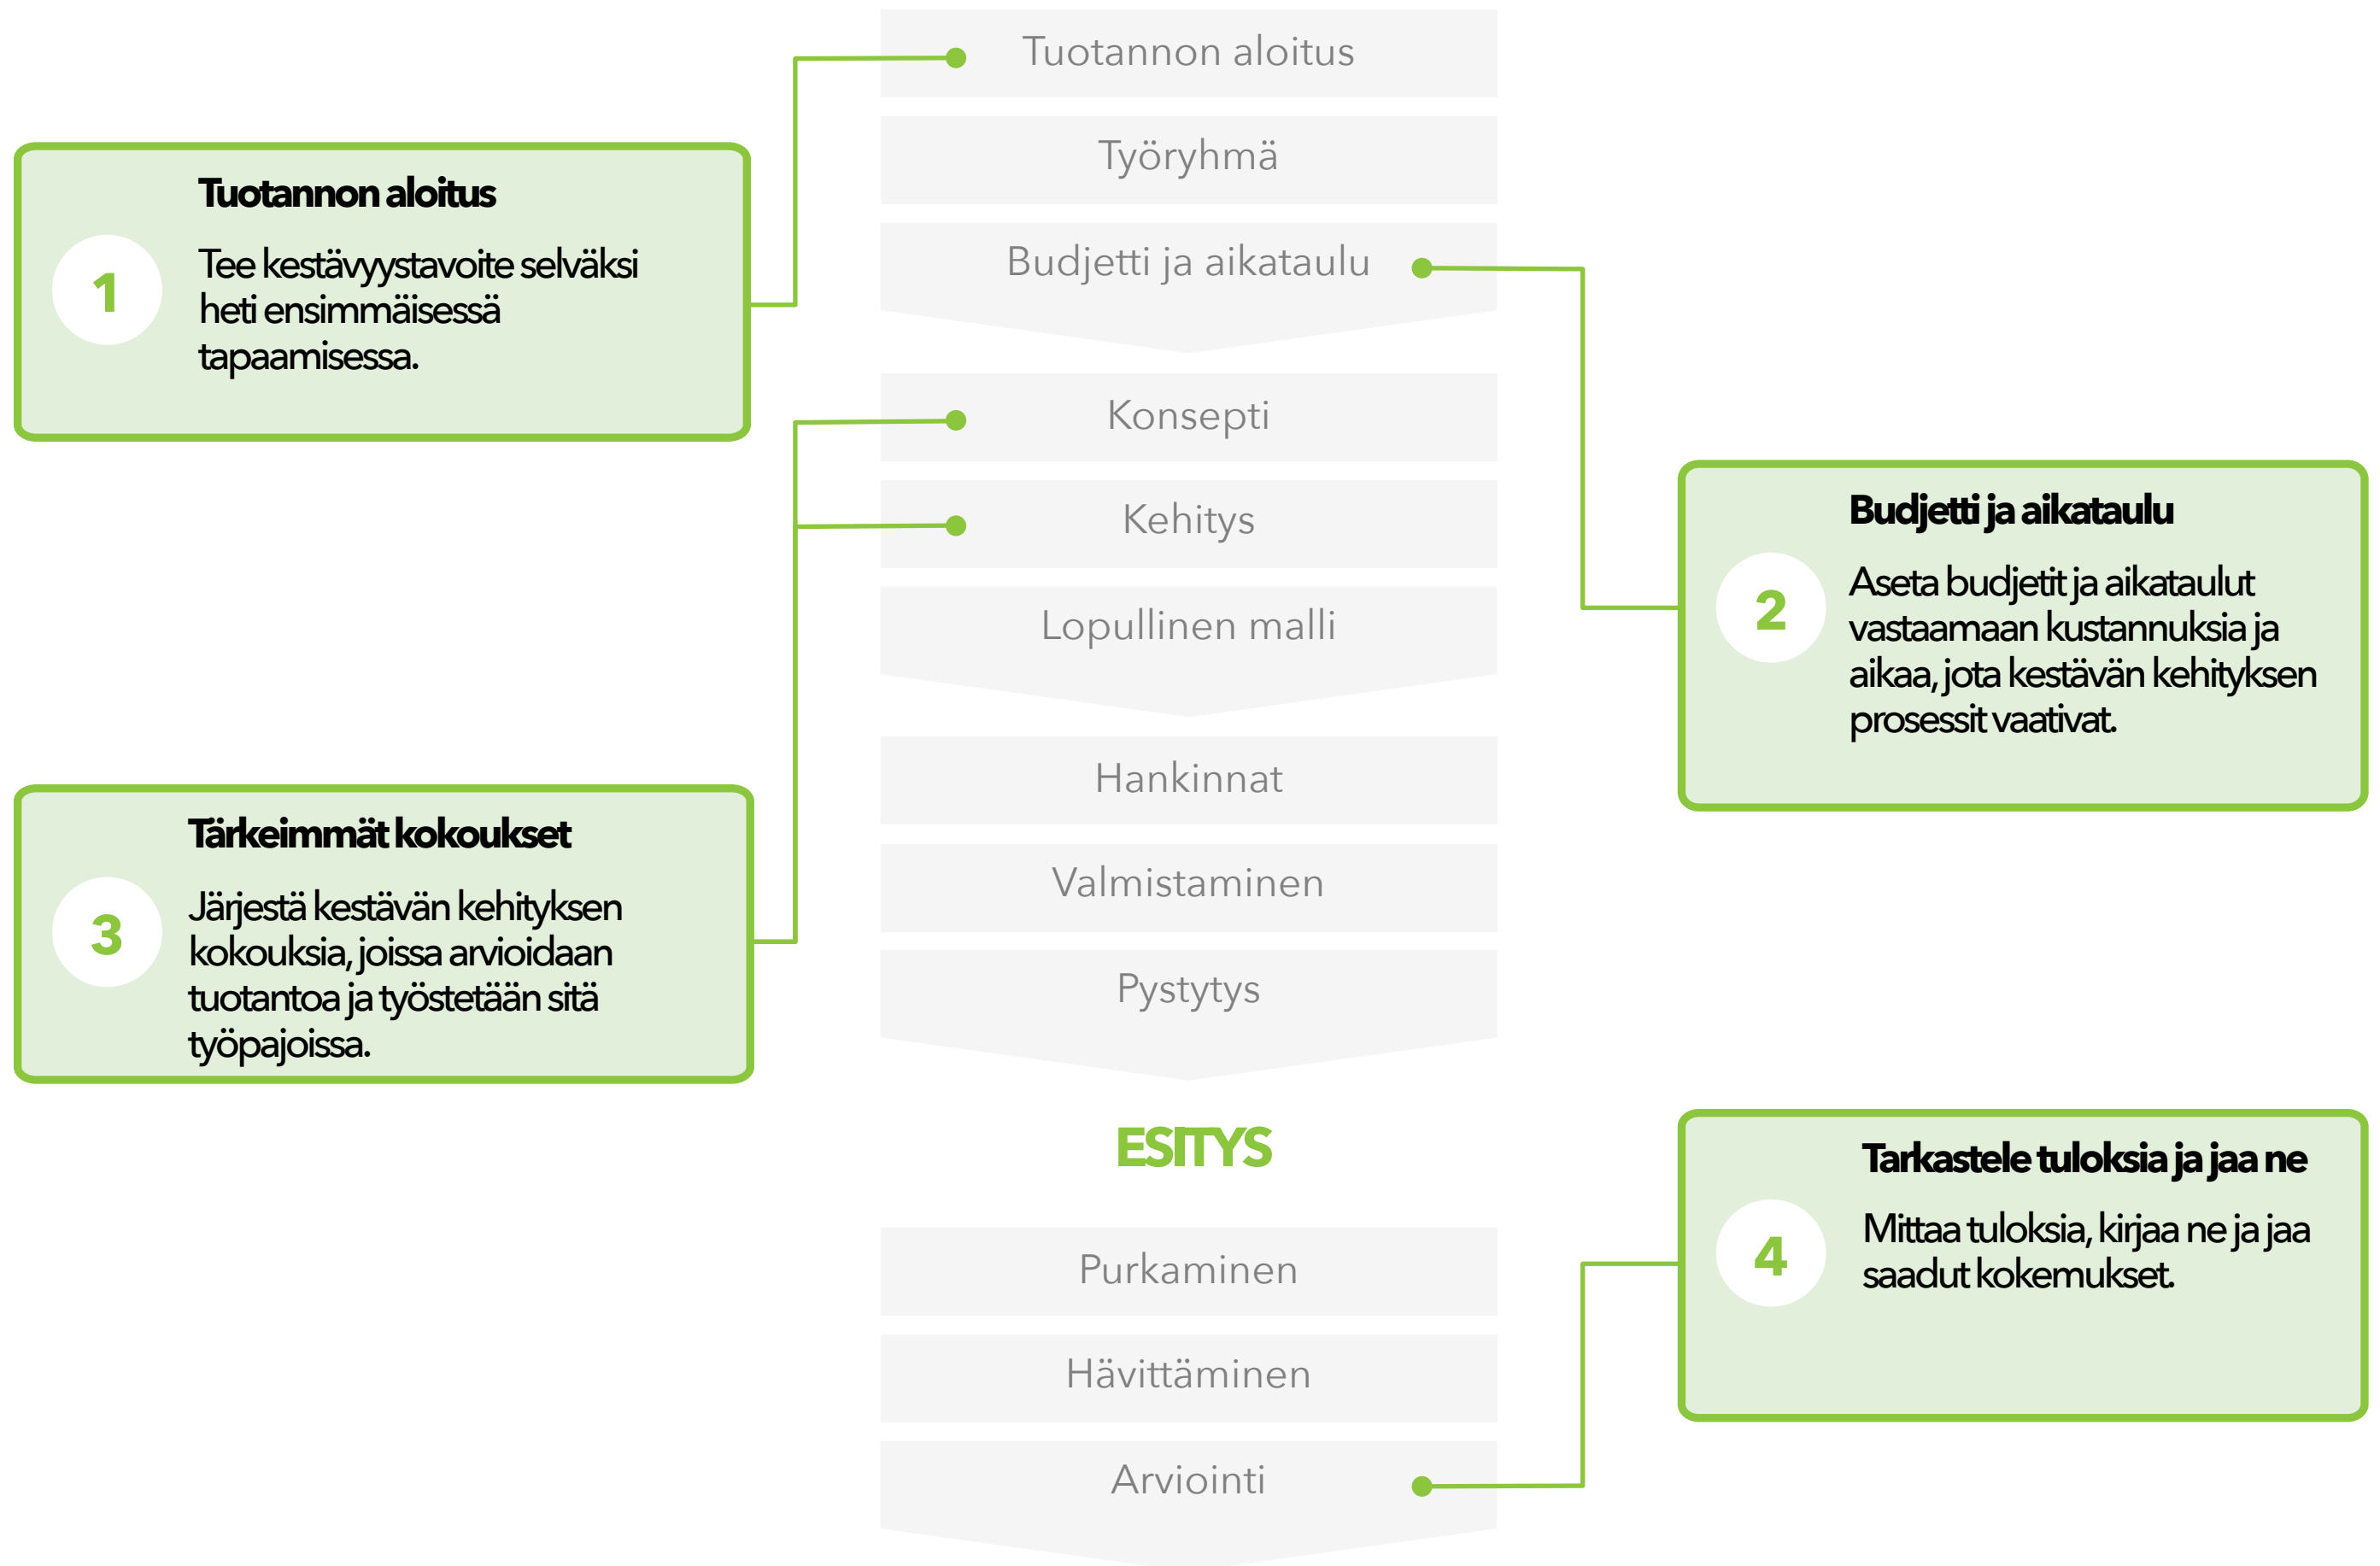 Tuotannon aloitus
Työryhmä
Budjetti ja aikataulu
Konsepti
Kehitys
Lopullinen malli
Hankinnat
Valmistaminen
Pystytys
ESITYS
Purkaminen
Hävittäminen
Arviointi
1
Tuotannon aloitus
Tee kestävyystavoite selväksi
heti ensimmäisessä
tapaamisessa.
2
Budjetti ja aikataulu
Aseta budjetit ja aikataulut
vastaamaan kustannuksia ja
aikaa, jota kestävän kehityksen
prosessit vaativat.
3
Tärkeimmät kokoukset
Järjestä kestävän kehityksen
kokouksia, joissa arvioidaan
tuotantoa ja työstetään sitä
työpajoissa.
4
Tarkastele tuloksia ja jaa ne
Mittaa tuloksia, kirjaa ne ja jaa
saadut kokemukset.